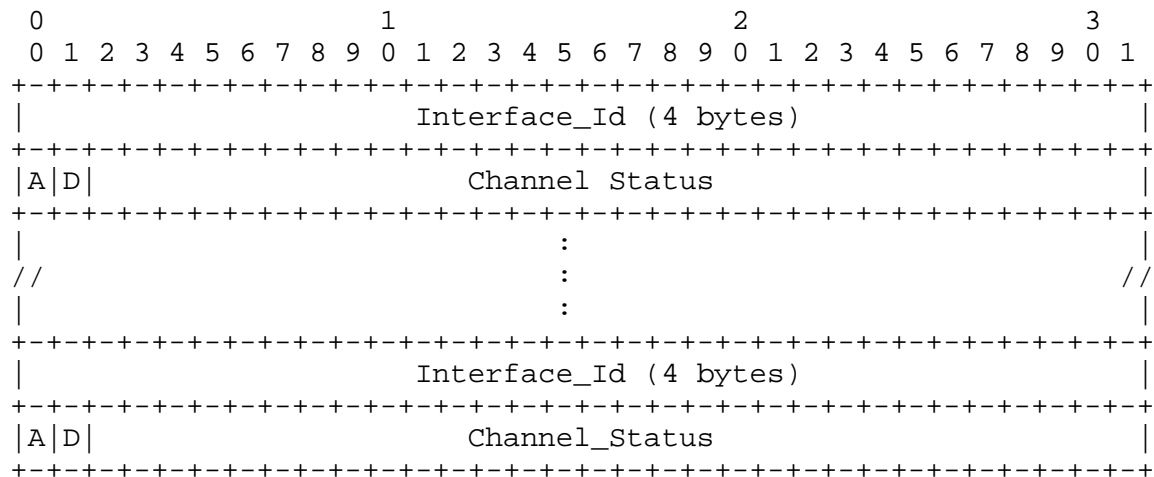 0                   1                   2                   3
 0 1 2 3 4 5 6 7 8 9 0 1 2 3 4 5 6 7 8 9 0 1 2 3 4 5 6 7 8 9 0 1
+-+-+-+-+-+-+-+-+-+-+-+-+-+-+-+-+-+-+-+-+-+-+-+-+-+-+-+-+-+-+-+-+
|                      Interface_Id (4 bytes)                   |
+-+-+-+-+-+-+-+-+-+-+-+-+-+-+-+-+-+-+-+-+-+-+-+-+-+-+-+-+-+-+-+-+
|A|D|                     Channel Status                        |
+-+-+-+-+-+-+-+-+-+-+-+-+-+-+-+-+-+-+-+-+-+-+-+-+-+-+-+-+-+-+-+-+
|                              :                                |
//                             :                               //
|                              :                                |
+-+-+-+-+-+-+-+-+-+-+-+-+-+-+-+-+-+-+-+-+-+-+-+-+-+-+-+-+-+-+-+-+
|                      Interface_Id (4 bytes)                   |
+-+-+-+-+-+-+-+-+-+-+-+-+-+-+-+-+-+-+-+-+-+-+-+-+-+-+-+-+-+-+-+-+
|A|D|                     Channel_Status                        |
+-+-+-+-+-+-+-+-+-+-+-+-+-+-+-+-+-+-+-+-+-+-+-+-+-+-+-+-+-+-+-+-+